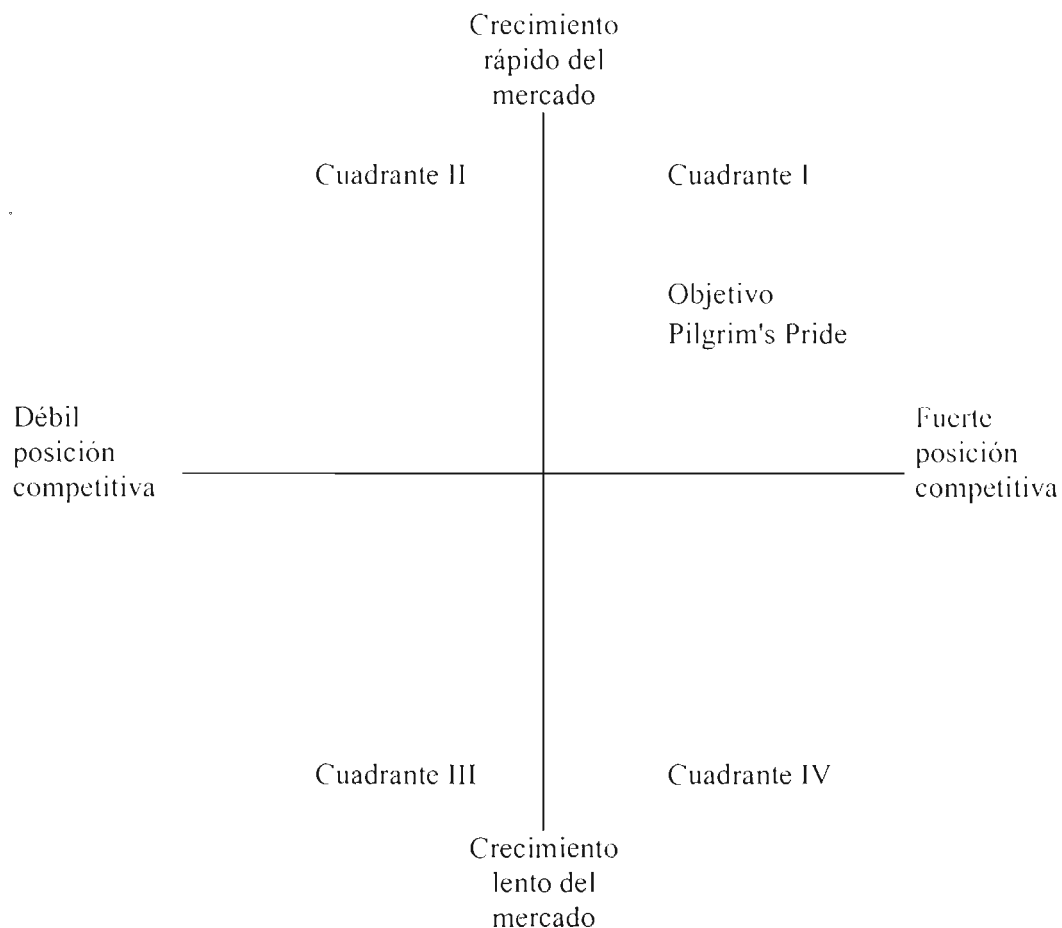 Crecimiento
rápido del
mercado
Cuadrante II
Cuadrante I
Objetivo
Pilgrim's Pride
Débil
posición
competitiva
Fuerte
posición
competitiva
Cuadrante III
Cuadrante IV
Crecimiento
lento del
mercado